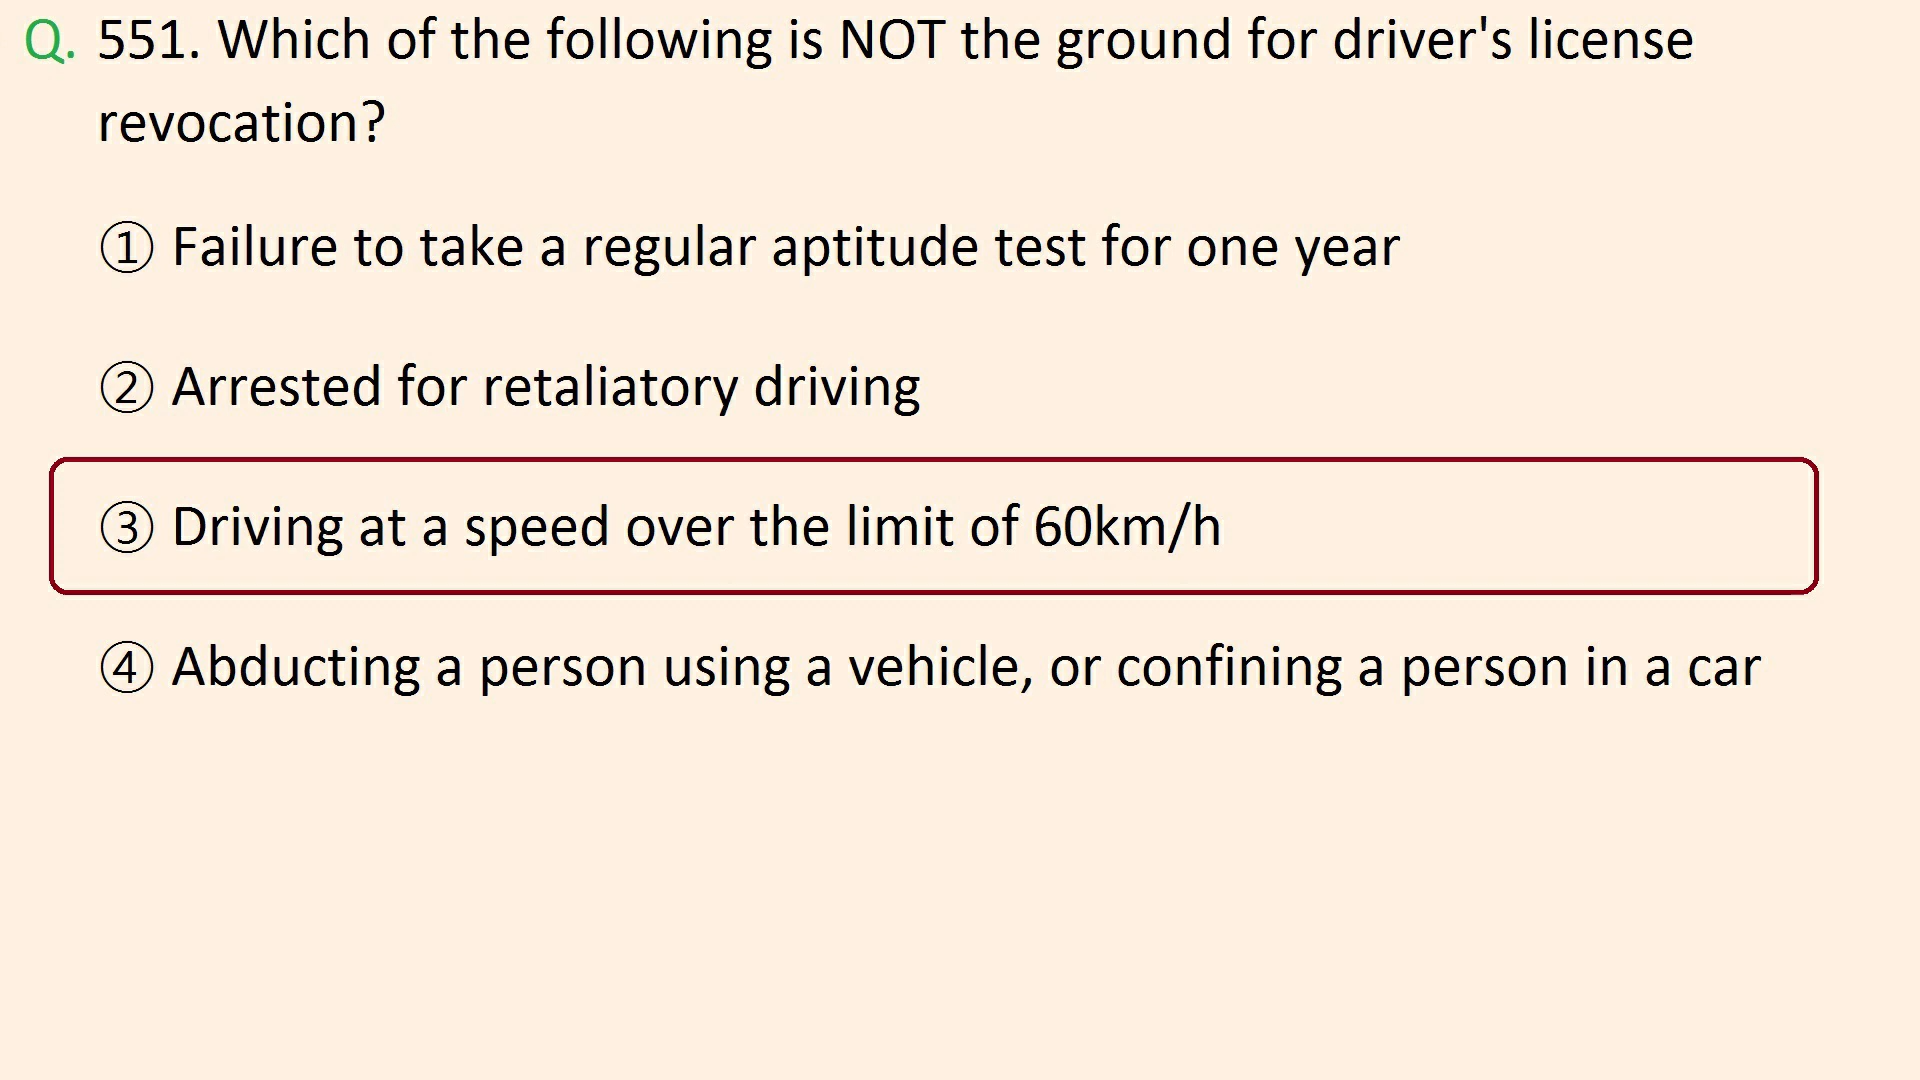 Q. 551. Which of the following is NOT the ground for driver's license
revocation?
① Failure to take a regular aptitude test for one year
② Arrested for retaliatory driving
③ Driving at a speed over the limit of 60km/h
④ Abducting a person using a vehicle, or confining a person in a car